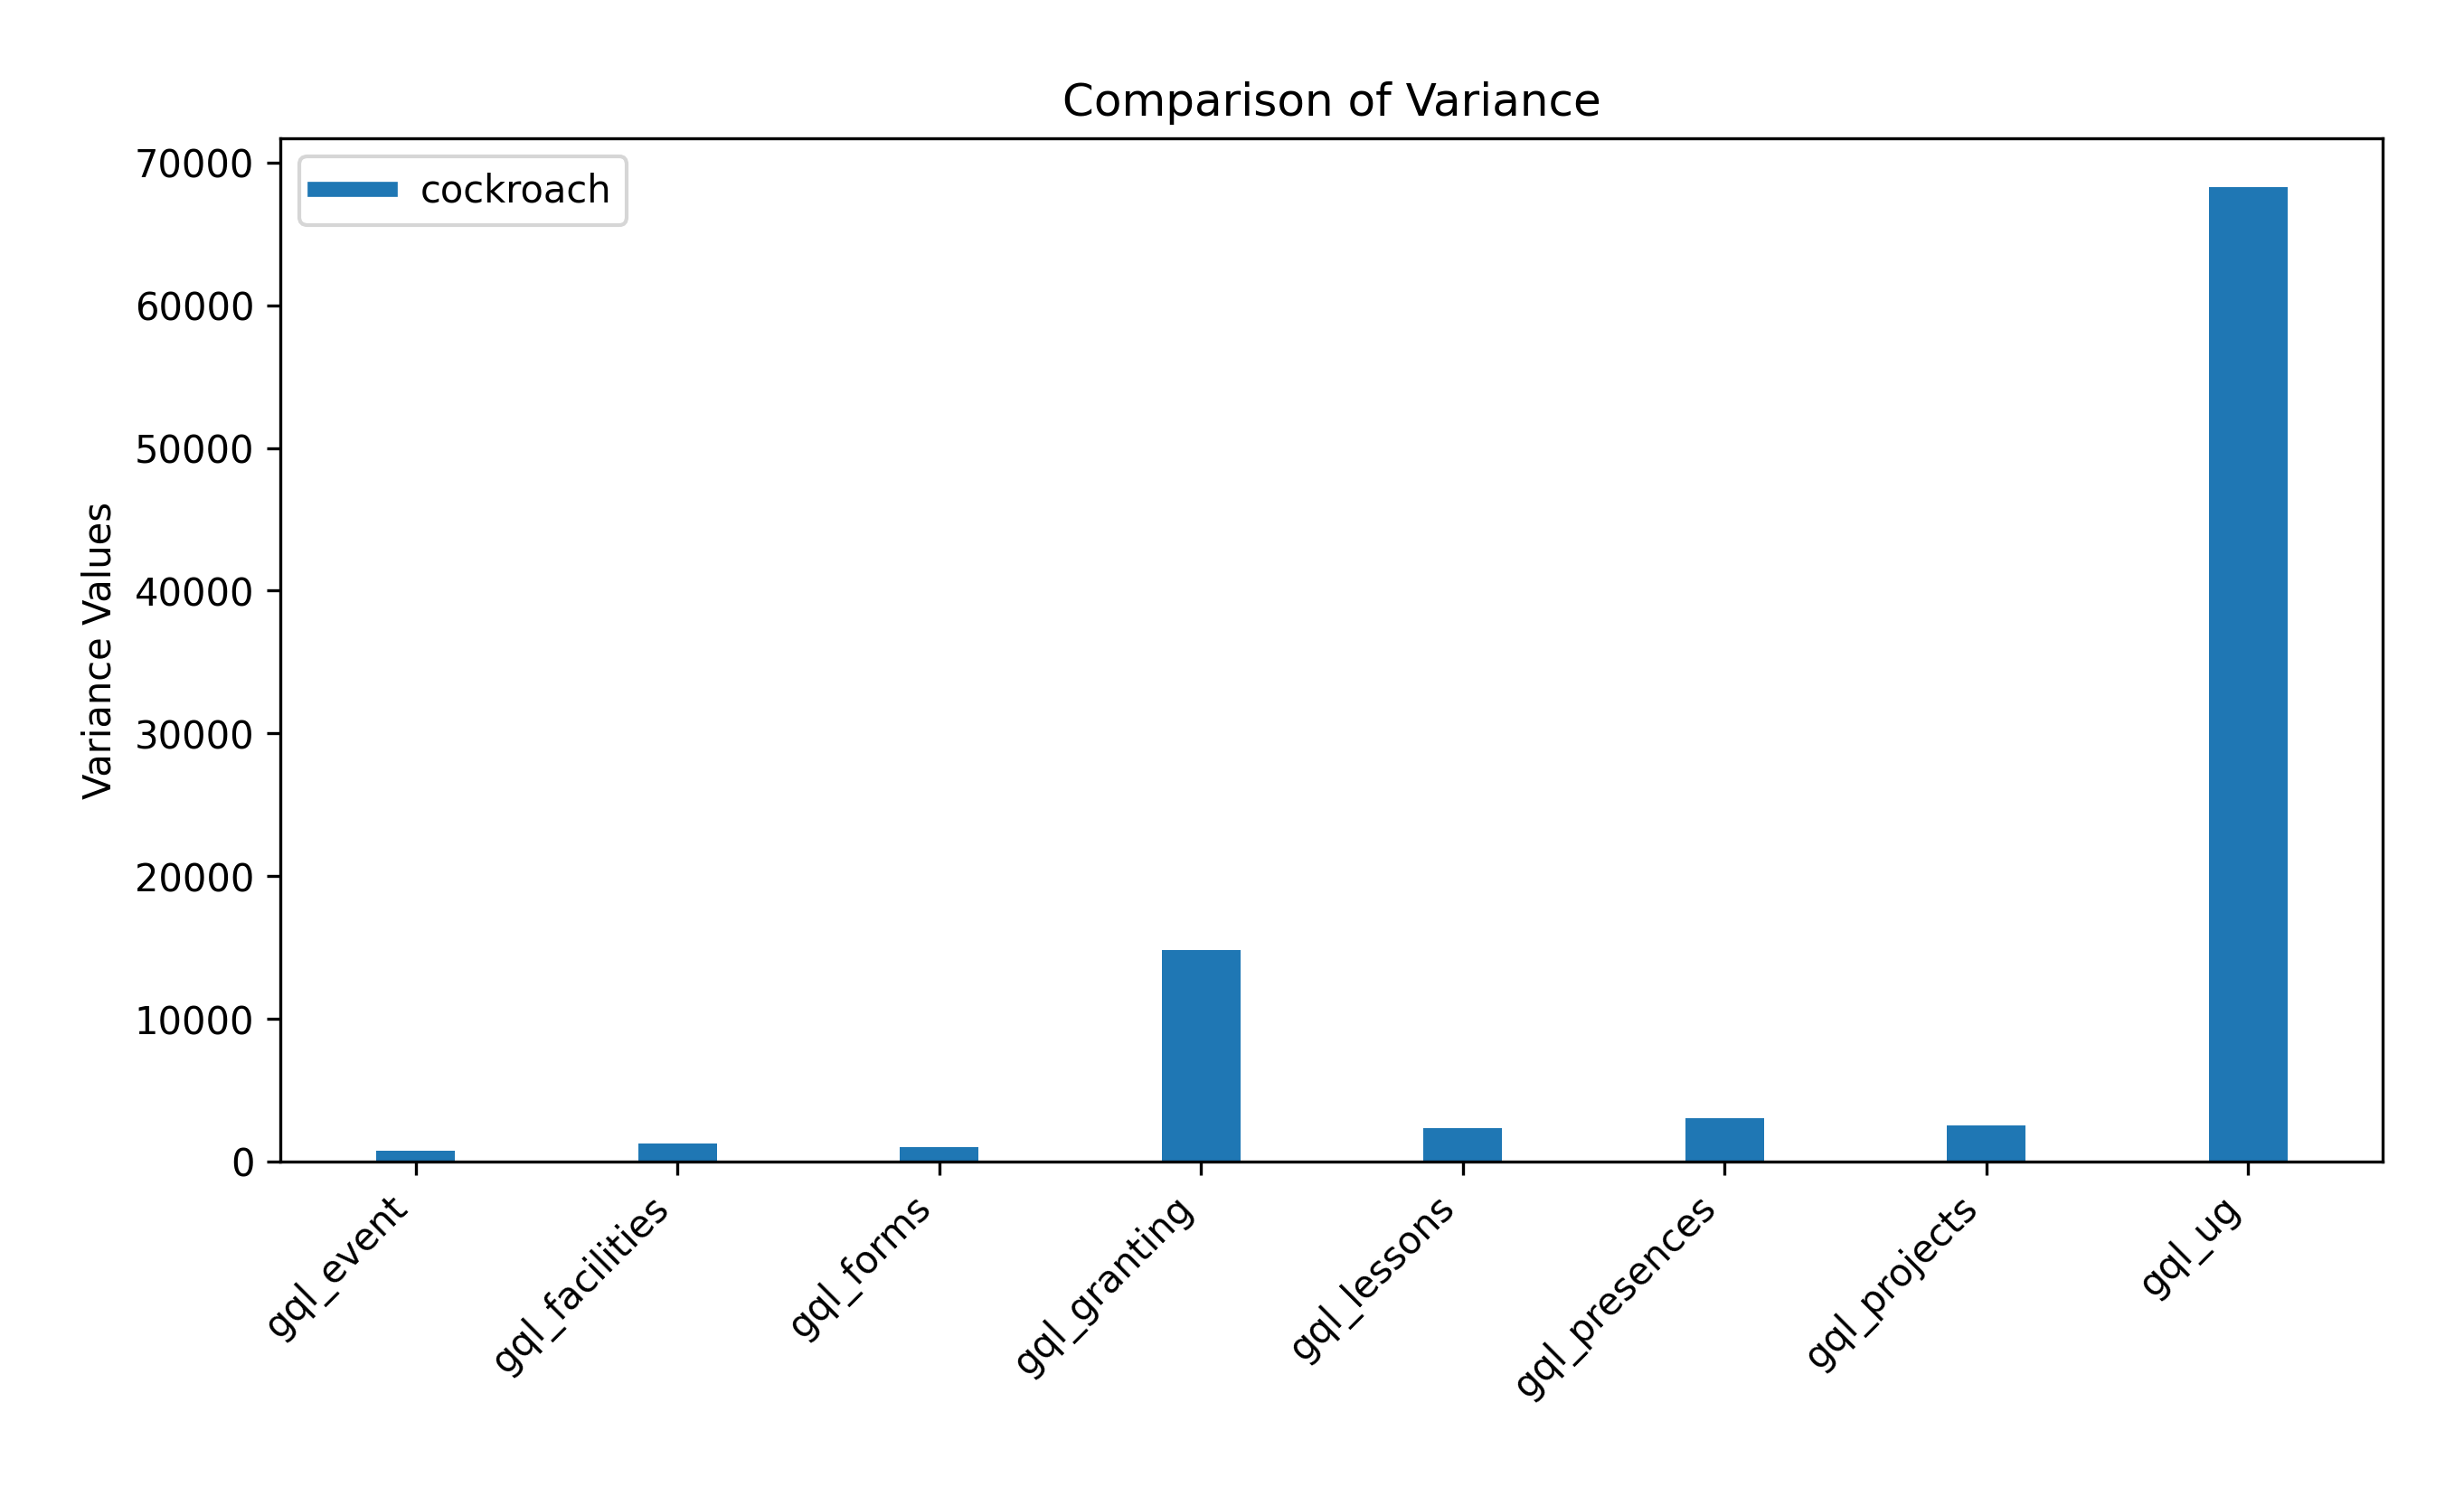 Comparison of Variance
cockroach
Variance Values
70000
60000
50000
40000
30000
20000
10000
0
gql_event
gql_facilities
gql_forms
gql_granting
gql_lessons
gql_presences
gql_projects
gql_ug